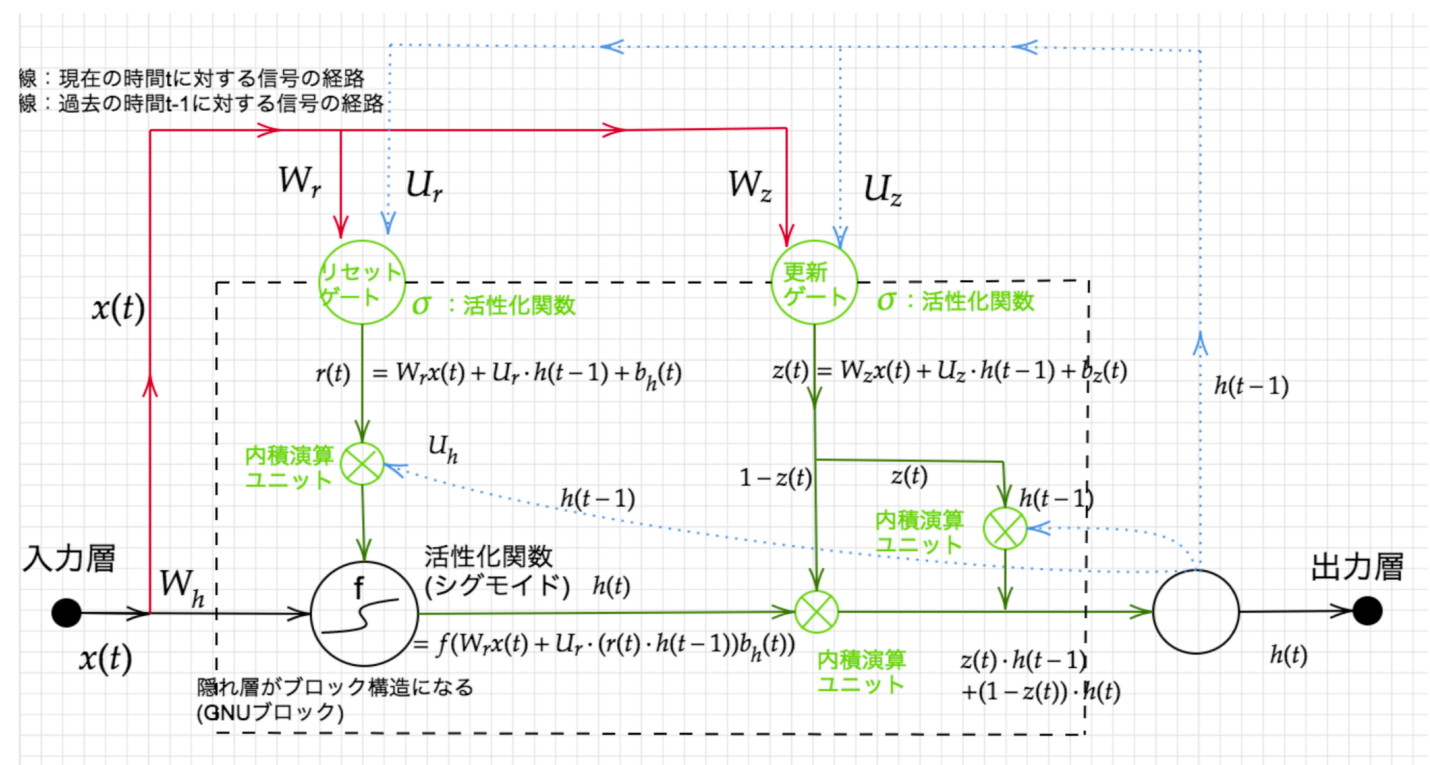 線：現在の時間tに対する信号の経路
線：過去の時間t-1に対する信号の経路
W_r
U_r
W_z
U_z
リセット
ゲート
σ ：活性化関数
更新
ゲート
σ：活性化関数
x(t)
r(t) = W_r x(t) + U_r · h(t−1) + b_h(t)
z(t) = W_z x(t) + U_z · h(t−1) + b_z(t)
h(t−1)
内積演算
ユニット
U_h
h(t−1)
1−z(t)
z(t)
h(t−1)
内積演算
ユニット
入力層
W_h
x(t)
f
活性化関数
(シグモイド) h(t)
= f(W_r x(t) + U_r · (r(t) · h(t−1))b_h(t))
内積演算
ユニット
z(t) · h(t−1)
+(1−z(t)) · h(t)
出力層
h(t)
隠れ層がブロック構造になる
(GNUブロック)